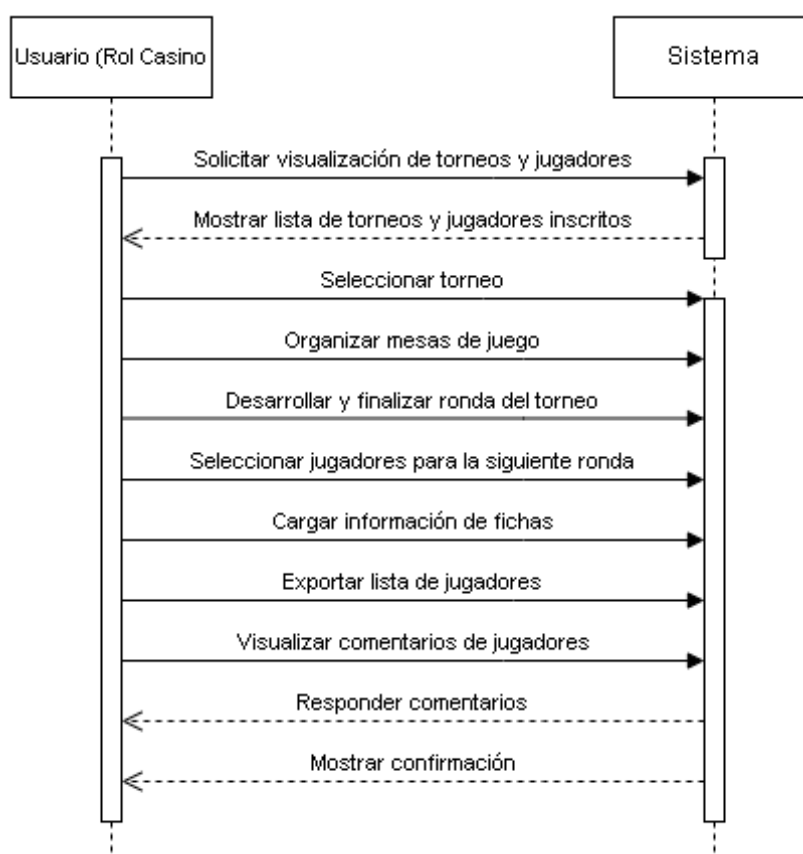 Usuario (Rol Casino
Sistema
Solicitar visualización de torneos y jugadores
Mostrar lista de torneos y jugadores inscritos
Seleccionar torneo
Organizar mesas de juego
Desarrollar y finalizar ronda del torneo
Seleccionar jugadores para la siguiente ronda
Cargar información de fichas
Exportar lista de jugadores
Visualizar comentarios de jugadores
Responder comentarios
Mostrar confirmación